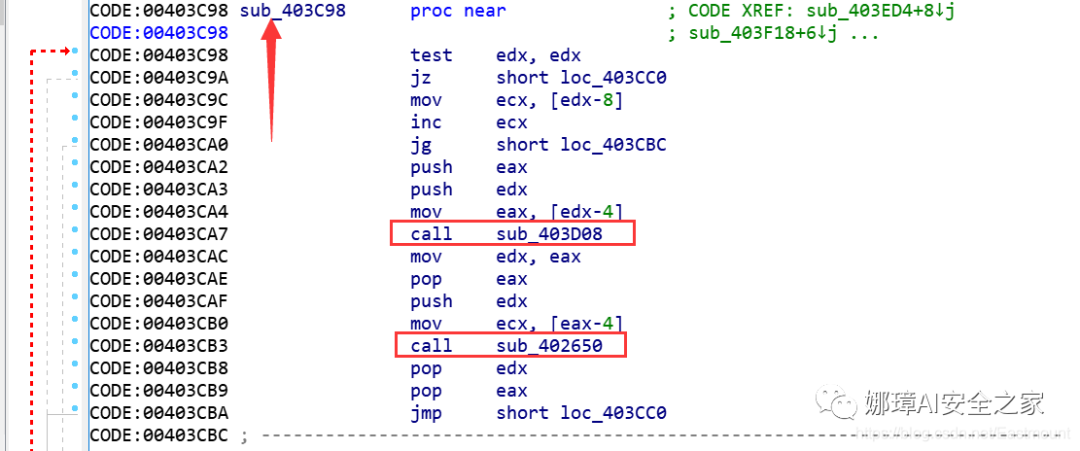 CODE:00403C98 sub_403C98 proc near ; CODE XREF: sub_403ED4+8↓j
CODE:00403C98 ; sub_403F18+6↓j ...
CODE:00403C98 test edx, edx
CODE:00403C9A jz short loc_403CC0
CODE:00403C9C mov ecx, [edx-8]
CODE:00403C9F inc ecx
CODE:00403CA0 jg short loc_403CBC
CODE:00403CA2 push eax
CODE:00403CA3 push edx
CODE:00403CA4 mov eax, [edx-4]
CODE:00403CA7 call sub_403D08
CODE:00403CAC mov edx, eax
CODE:00403CAE pop eax
CODE:00403CAF push edx
CODE:00403CB0 mov ecx, [eax-4]
CODE:00403CB3 call sub_402650
CODE:00403CB8 pop edx
CODE:00403CB9 pop eax
CODE:00403CBA jmp short loc_403CC0
CODE:00403CBC ; ---------------------------------------------------------------------------
娜璋AI安全之家
https://blog.csdn.net/Eastmount